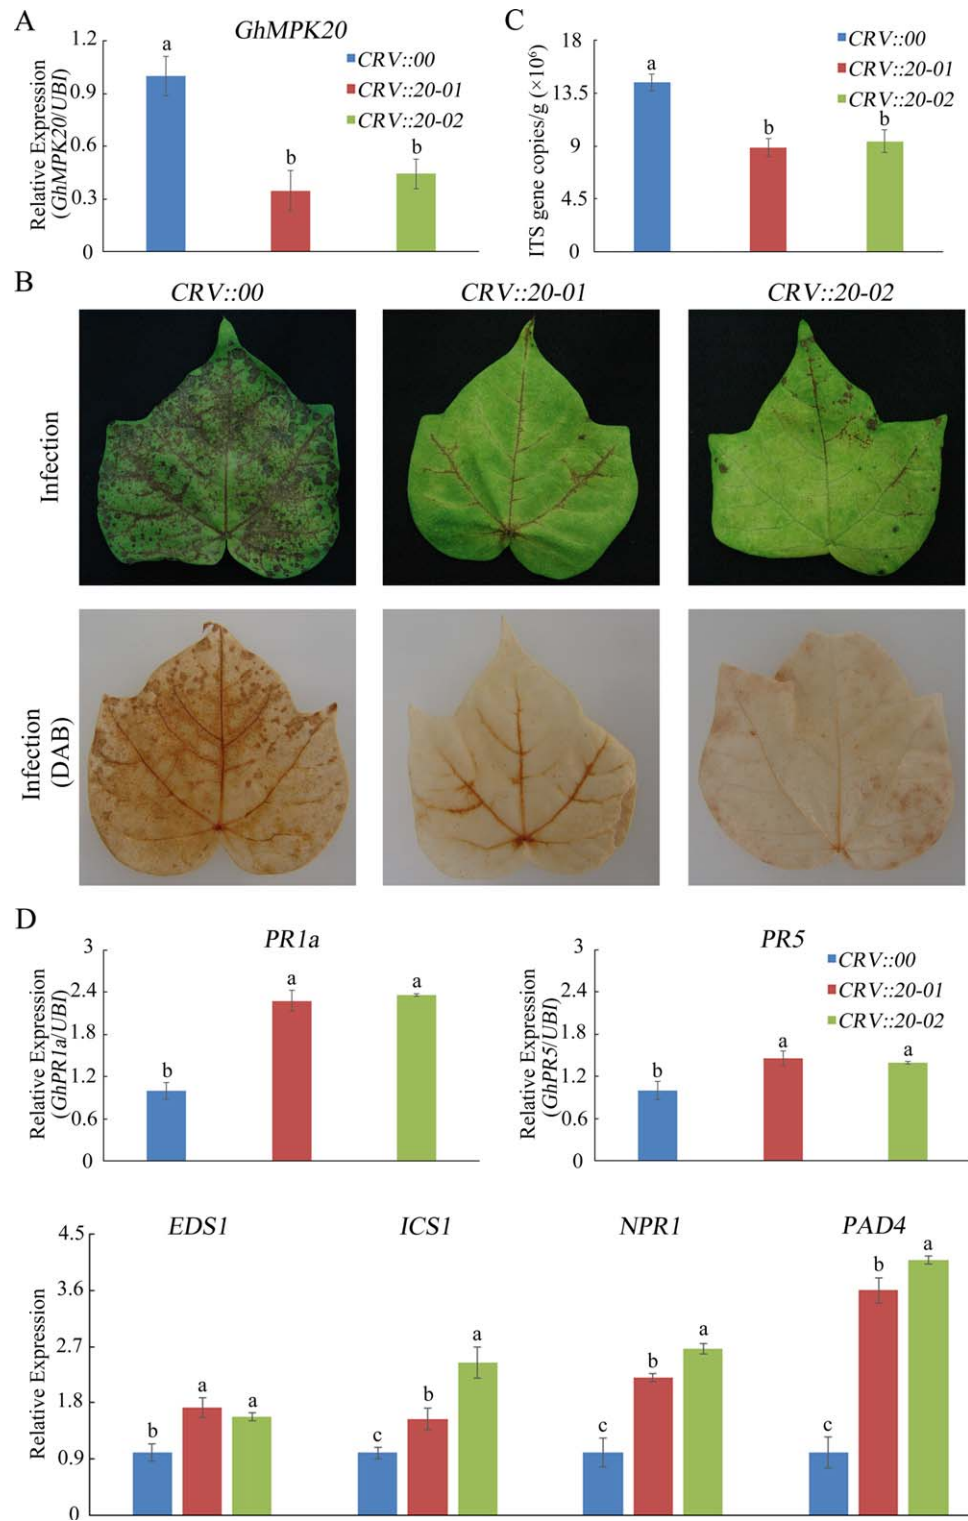 A
GhMPK20
Relative Expression
(GhMPK20/UBI)
1.2
0.9
0.6
0.3
0
a
b
b
CRV::00
CRV::20-01
CRV::20-02
C
ITS gene copies/g (×10⁶)
18
13.5
9
4.5
0
a
b
b
CRV::00
CRV::20-01
CRV::20-02
B
CRV::00
CRV::20-01
CRV::20-02
Infection
Infection
(DAB)
D
PR1a
Relative Expression
(GhPR1a/UBI)
3
2.4
1.8
1.2
0.6
0
b
a
a
PR5
Relative Expression
(GhPR5/UBI)
3
2.4
1.8
1.2
0.6
0
b
a
a
CRV::00
CRV::20-01
CRV::20-02
Relative Expression
4.5
3.6
2.7
1.8
0.9
0
EDS1
b
a
a
ICS1
c
b
a
NPR1
c
b
a
PAD4
c
b
a